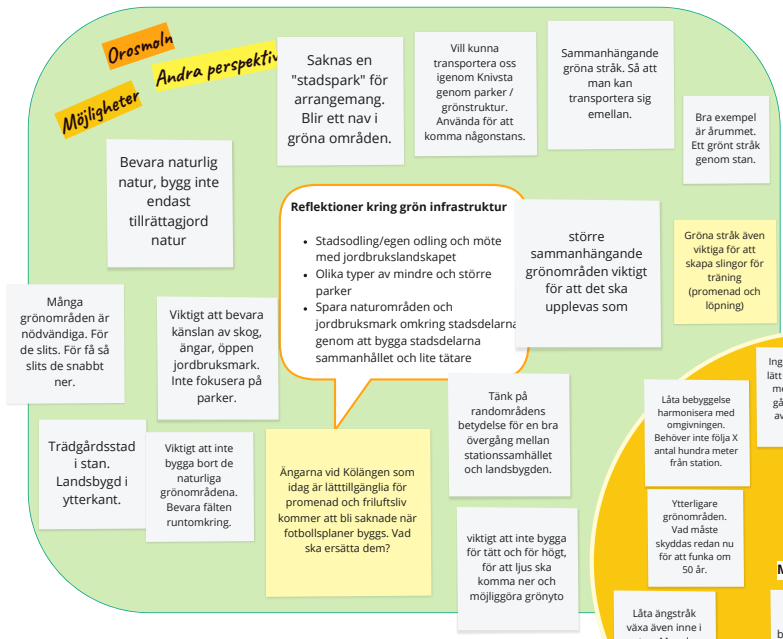 Orosmoln
Andra perspektiv
Möjligheter
Saknas en
"stadspark" för
arrangemang.
Blir ett nav i
gröna områden.
Vill kunna
transportera oss
igenom Knivsta
genom parker /
grönstruktur.
Använda för att
komma någonstans.
Sammanhängande
gröna stråk. Så att
man kan
transportera sig
emellan.
Bra exempel
är årummet.
Ett grönt stråk
genom stan.
Bevara naturlig
natur, bygg inte
endast
tillrättagjord
natur
Reflektioner kring grön infrastruktur
• Stadsodling/egen odling och möte
med jordbrukslandskapet
• Olika typer av mindre och större
parker
• Spara naturområden och
jordbruksmark omkring stadsdelarna
genom att bygga stadsdelarna
sammanhållet och lite tätare
större
sammanhängande
grönområden viktigt
för att det ska
upplevas som
Gröna stråk även
viktiga för att
skapa slingor för
träning
(promenad och
löpning)
Många
grönområden är
nödvändiga. För
de slits. För få så
slits de snabbt
ner.
Viktigt att bevara
känslan av skog,
ängar, öppen
jordbruksmark.
Inte fokusera på
parker.
Trädgårdsstad
i stan.
Landsbygd i
ytterkant.
Viktigt att inte
bygga bort de
naturliga
grönområdena.
Bevara fälten
runtomkring.
Ängarna vid Kölängen som
idag är lätttillgänglia för
promenad och friluftsliv
kommer att bli saknade när
fotbollsplaner byggs. Vad
ska ersätta dem?
Tänk på
randområdens
betydelse för en bra
övergång mellan
stationssamhället
och landsbygden.
viktigt att inte bygga
för tätt och för högt,
för att ljus ska
komma ner och
möjliggöra grönyto
Låta bebyggelse
harmonisera med
omgivningen.
Behöver inte följa X
antal hundra meter
från station.
Ytterligare
grönområden.
Vad måste
skyddas redan nu
för att funka om
50 år.
Låta ängstråk
växa även inne i
Ing
lätt
me
gå
av
M